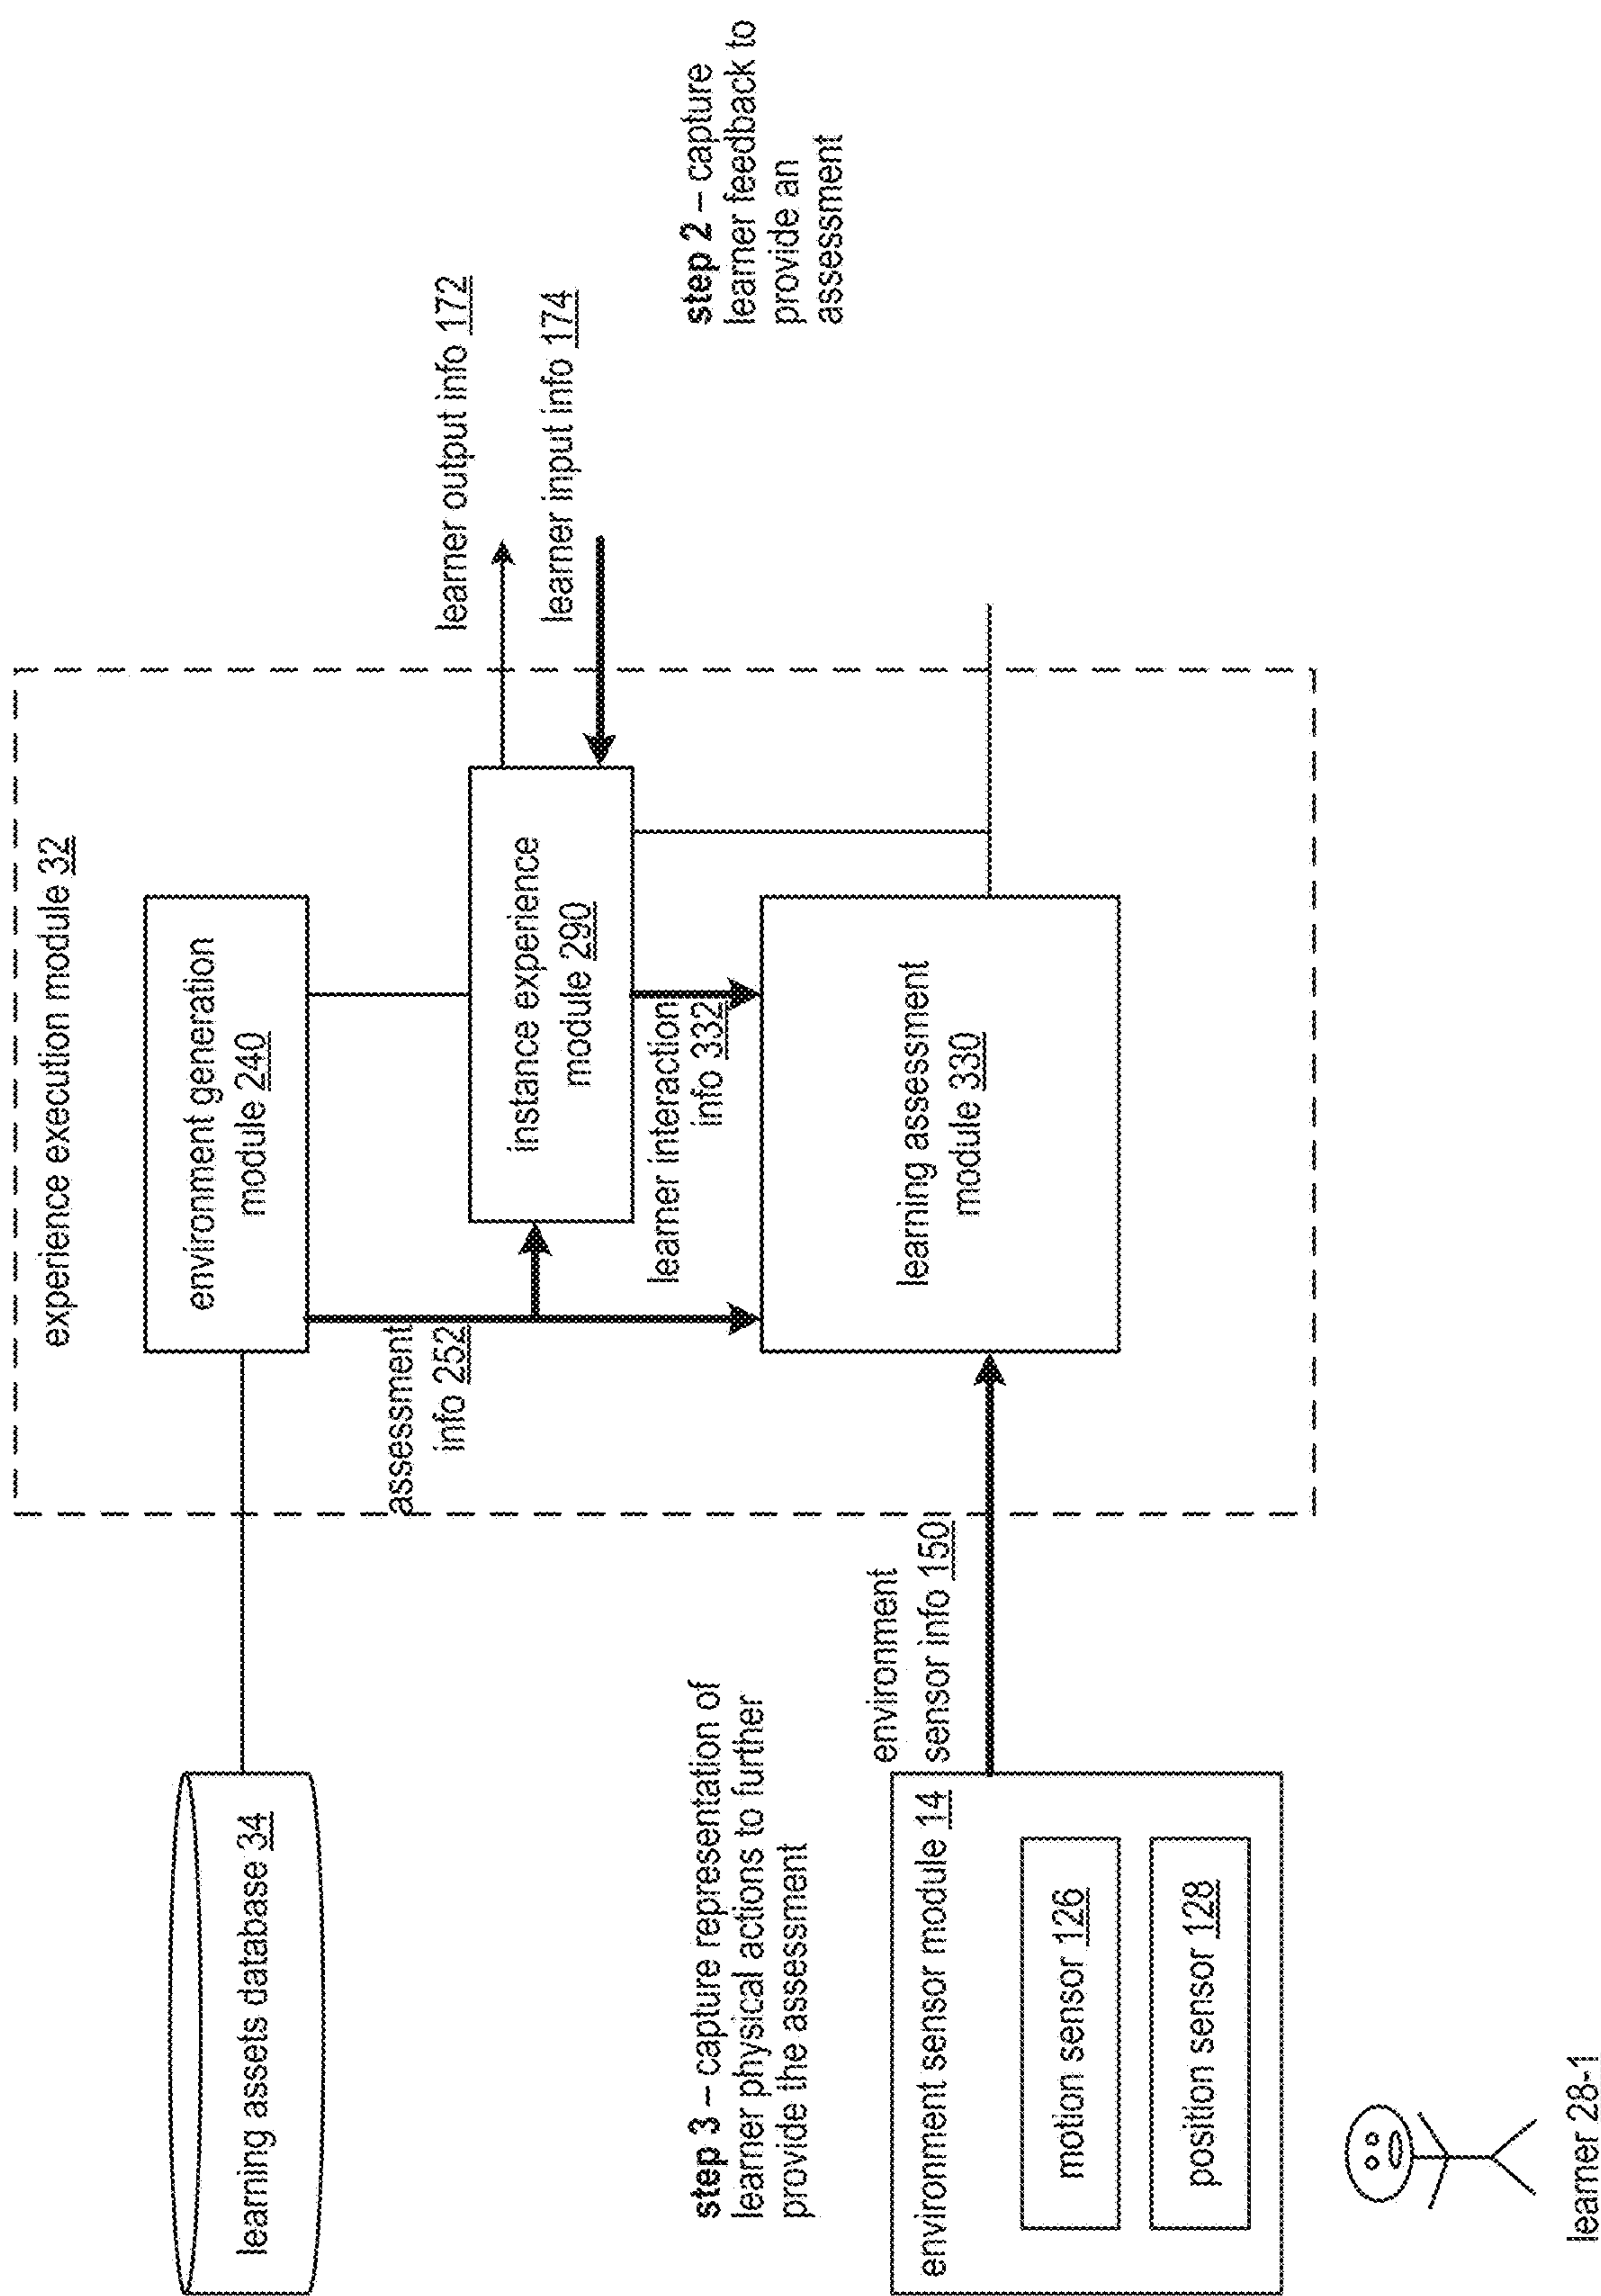 experience execution module 32
learning assets database 34
environment generation
module 240
assessment
info 252
instance experience
module 290
learner output info 172
learner input info 174
learner interaction
info 332
step 3 – capture representation of
learner physical actions to further
provide the assessment
step 2 – capture
learner feedback to
provide an
assessment
environment
sensor info 150
learning assessment
module 330
environment sensor module 14
motion sensor 126
position sensor 128
learner 28-1